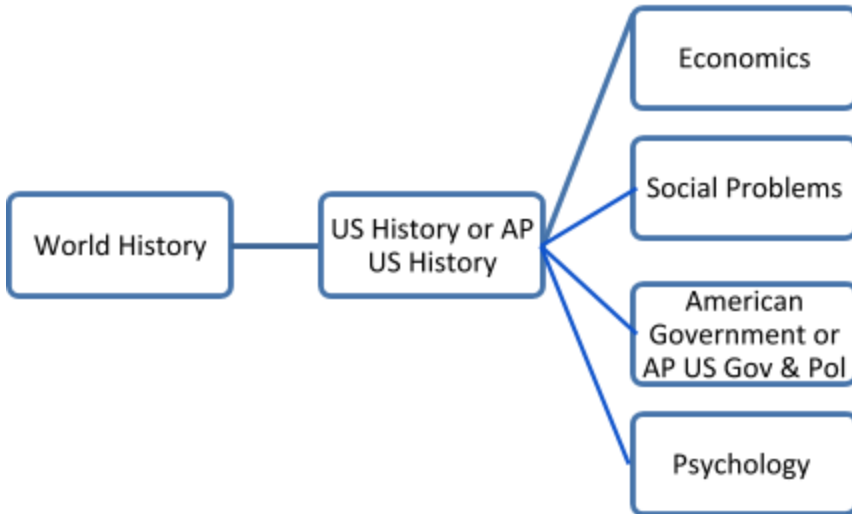 World History
US History or AP
US History
Economics
Social Problems
American
Government or
AP US Gov & Pol
Psychology